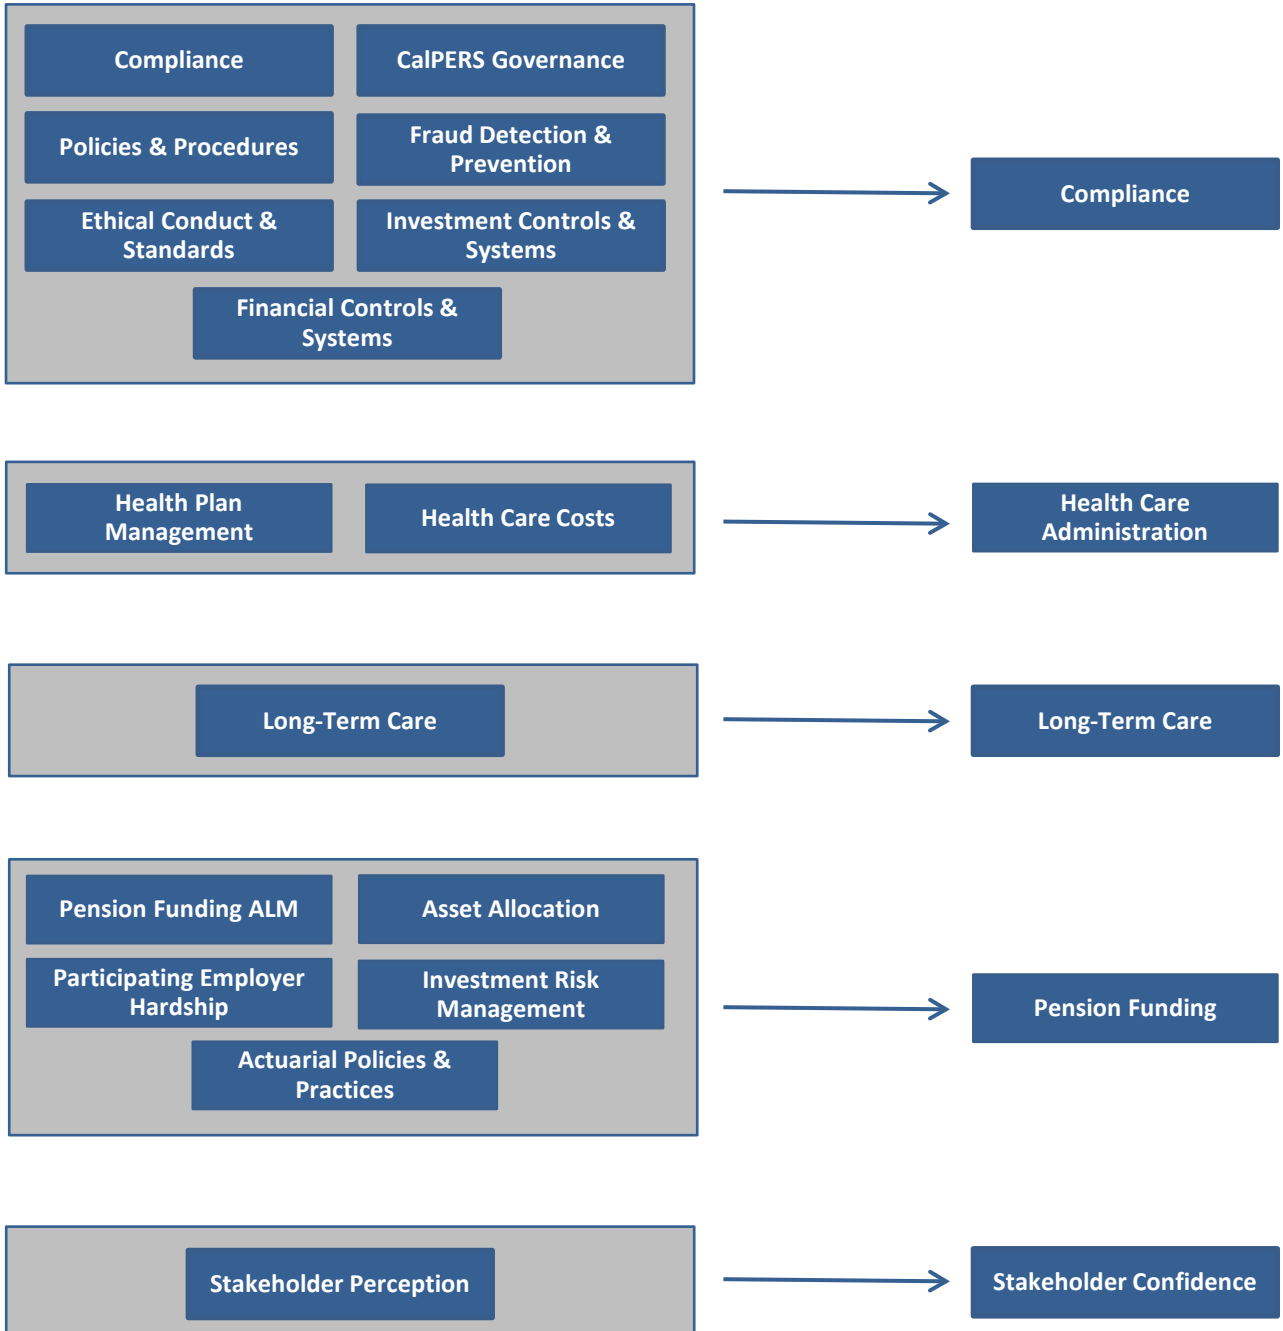 Compliance
CalPERS Governance
Policies & Procedures
Fraud Detection &
Prevention
Ethical Conduct &
Standards
Investment Controls &
Systems
Financial Controls &
Systems
Compliance
Health Plan
Management
Health Care Costs
Health Care
Administration
Long-Term Care
Long-Term Care
Pension Funding ALM
Asset Allocation
Participating Employer
Hardship
Investment Risk
Management
Actuarial Policies &
Practices
Pension Funding
Stakeholder Perception
Stakeholder Confidence